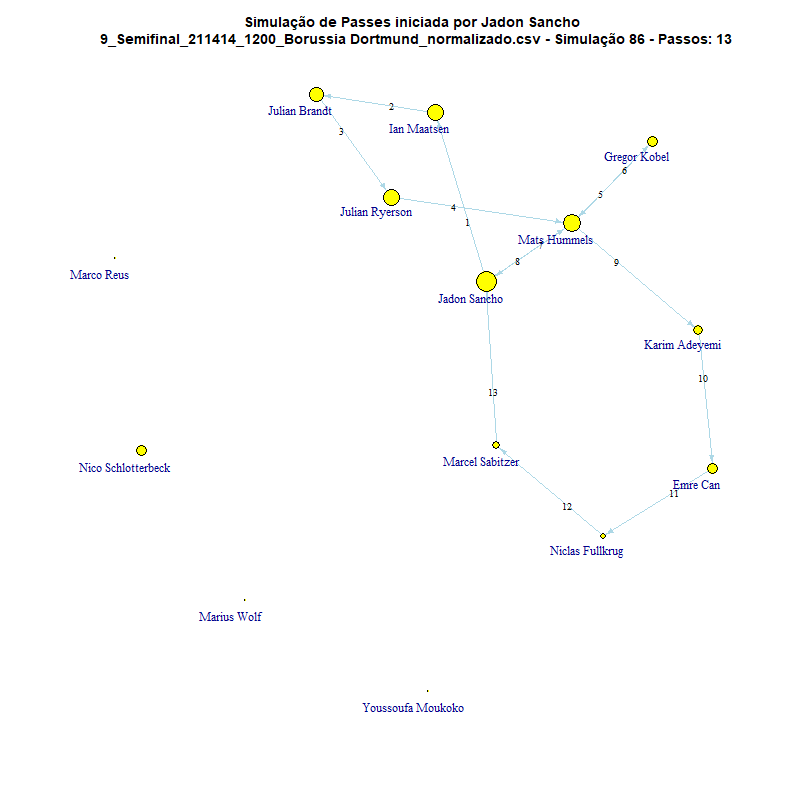 Simulação de Passes iniciada por Jadon Sancho
9_Semifinal_211414_1200_Borussia Dortmund_normalizado.csv - Simulação 86 - Passos: 13
Julian Brandt
2
Ian Maatsen
3
Gregor Kobel
6
5
Julian Ryerson
4
1
Mats Hummels
7
8
9
Marco Reus
Jadon Sancho
Karim Adeyemi
10
13
Marcel Sabitzer
Nico Schlotterbeck
Emre Can
11
12
Niclas Fullkrug
Marius Wolf
Youssoufa Moukoko